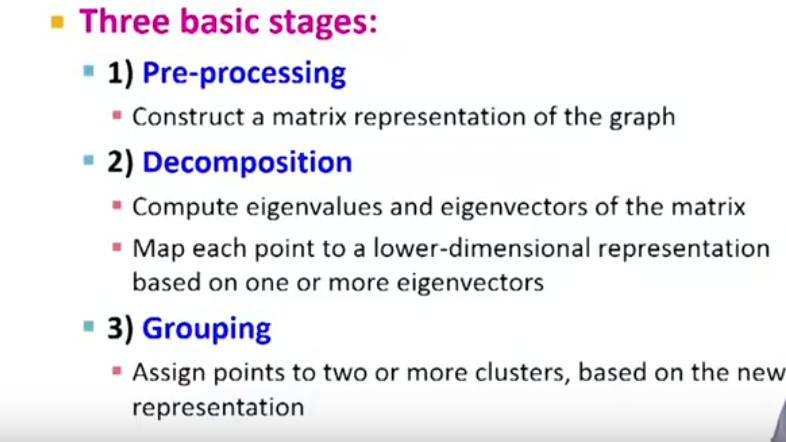 Three basic stages:
1) Pre-processing
Construct a matrix representation of the graph
2) Decomposition
Compute eigenvalues and eigenvectors of the matrix
Map each point to a lower-dimensional representation
based on one or more eigenvectors
3) Grouping
Assign points to two or more clusters, based on the new
representation